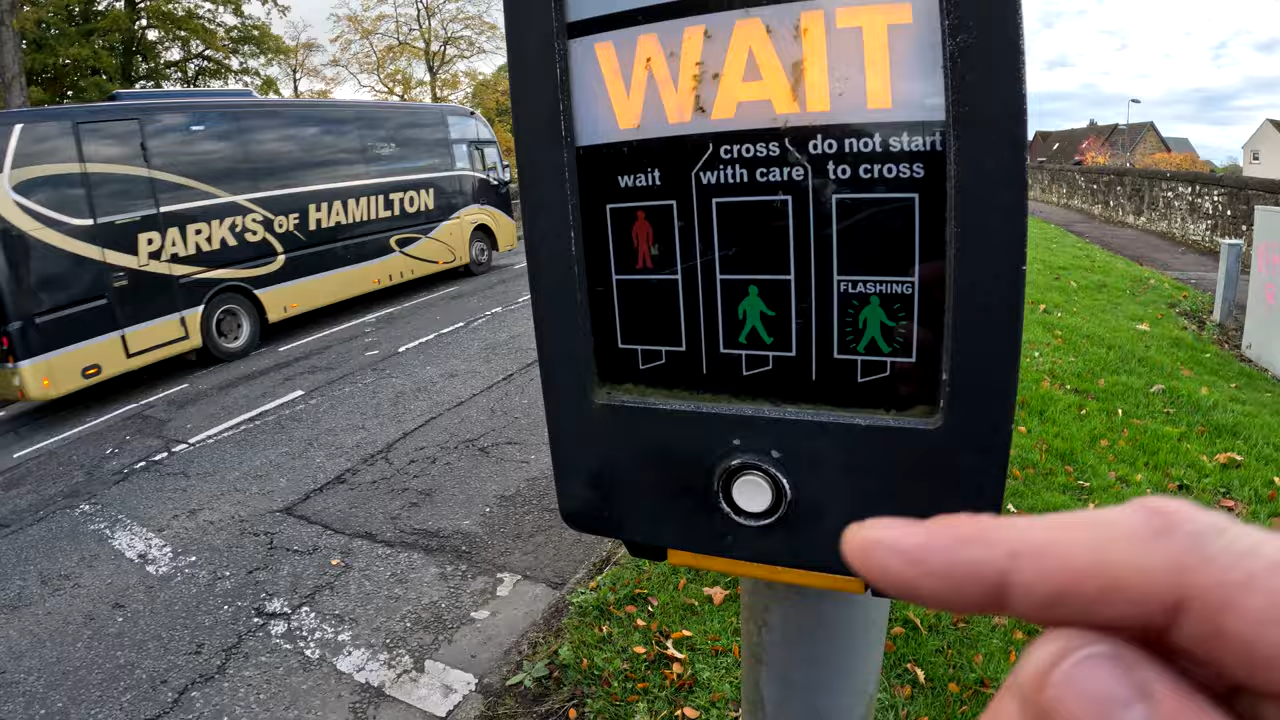 PARK'S OF HAMILTON
WAIT
wait
cross
with care
do not start
to cross
FLASHING